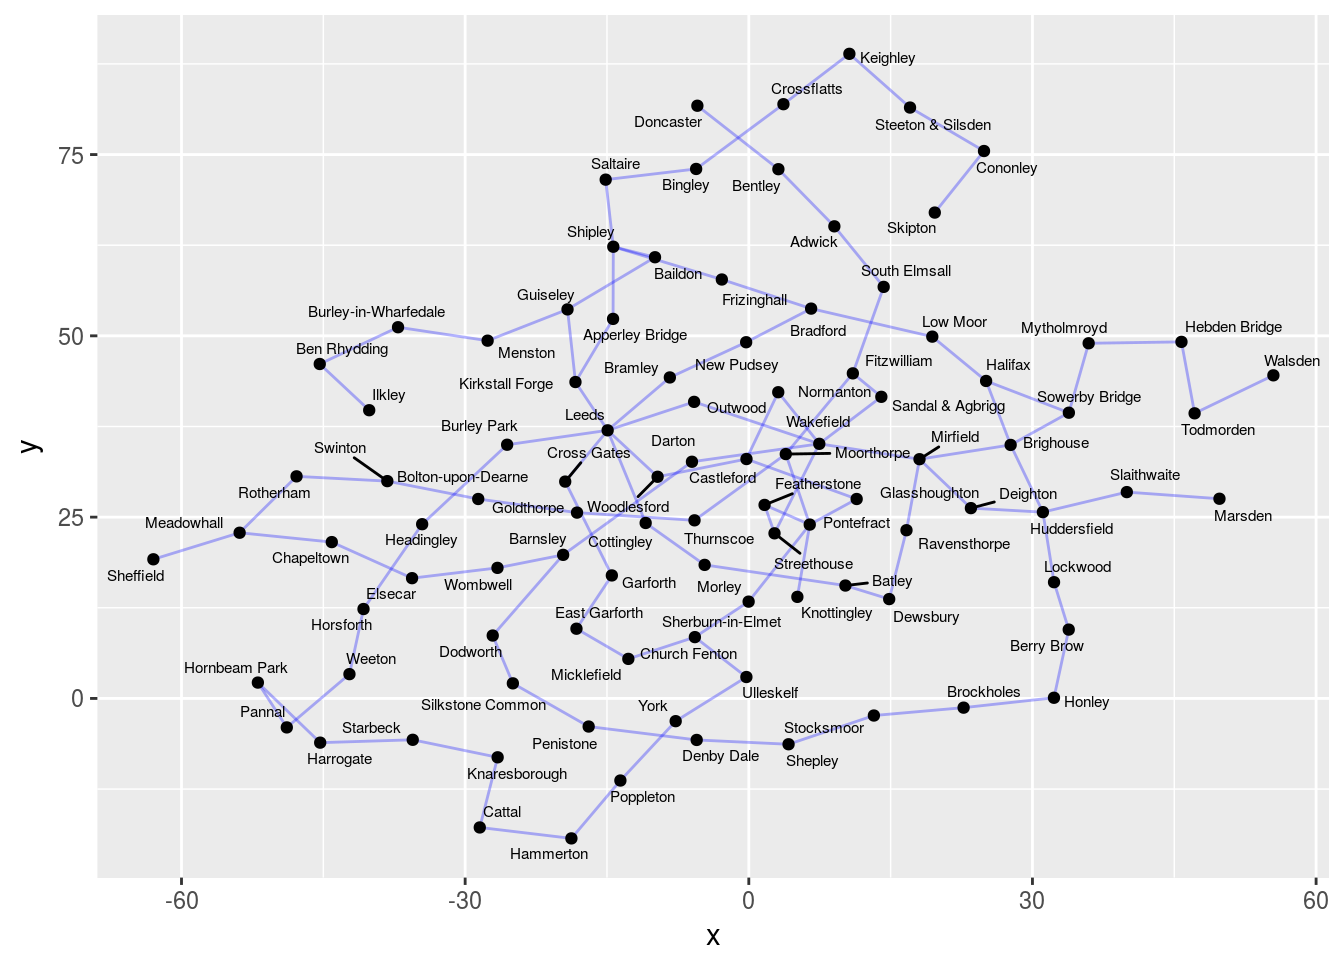 Keighley
Crossflatts
Doncaster
Steeton & Silsden
75
Saltaire
Cononley
Bingley
Bentley
Skipton
Shipley
Adwick
South Elmsall
Baildon
Guiseley
Frizinghall
Burley-in-Wharfedale
Low Moor
Mytholmroyd
Hebden Bridge
50
Apperley Bridge
Bradford
Ben Rhydding
Menston
Walsden
Fitzwilliam
Halifax
New Pudsey
Bramley
Kirkstall Forge
Ilkley
Normanton
Sowerby Bridge
Outwood
Sandal & Agbrigg
Leeds
Burley Park
Wakefield
Todmorden
Mirfield
Darton
Brighouse
Swinton
Cross Gates
Moorthorpe
Bolton-upon-Dearne
Castleford
Slaithwaite
Featherstone
Rotherham
Glasshoughton
Deighton
Goldthorpe
Woodlesford
25
Meadowhall
Pontefract
Marsden
Huddersfield
Headingley
Barnsley
Cottingley
Thurnscoe
Ravensthorpe
Chapeltown
Streethouse
Lockwood
Sheffield
Wombwell
Garforth
Morley
Batley
Elsecar
East Garforth
Knottingley
Dewsbury
Horsforth
Sherburn-in-Elmet
Berry Brow
Dodworth
Church Fenton
Weeton
Hornbeam Park
Micklefield
Ulleskelf
Brockholes
0
Silkstone Common
York
Honley
Pannal
Starbeck
Stocksmoor
Penistone
Harrogate
Denby Dale
Shepley
Knaresborough
Poppleton
Cattal
Hammerton
-60
-30
0
30
60
x
y